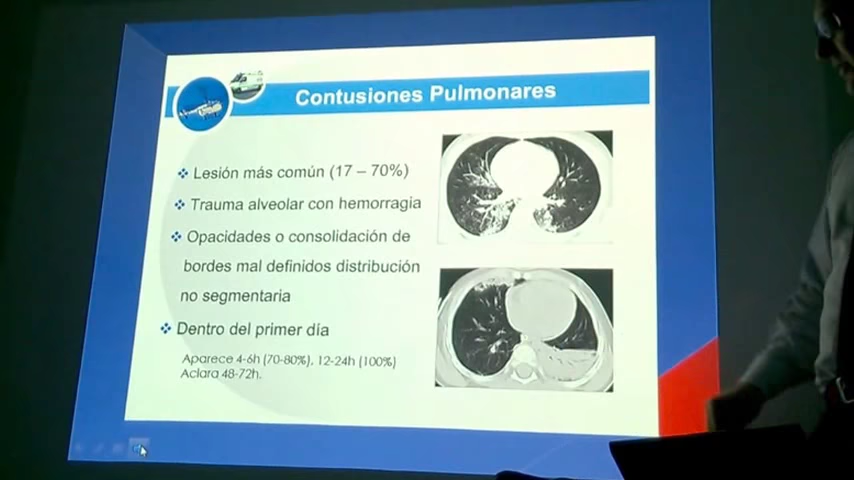 Contusiones Pulmonares
Lesión más común (17 – 70%)
Trauma alveolar con hemorragia
Opacidades o consolidación de
bordes mal definidos distribución
no segmentaria
Dentro del primer día
Aparece 4-6h (70-80%), 12-24h (100%)
Aclara 48-72h.